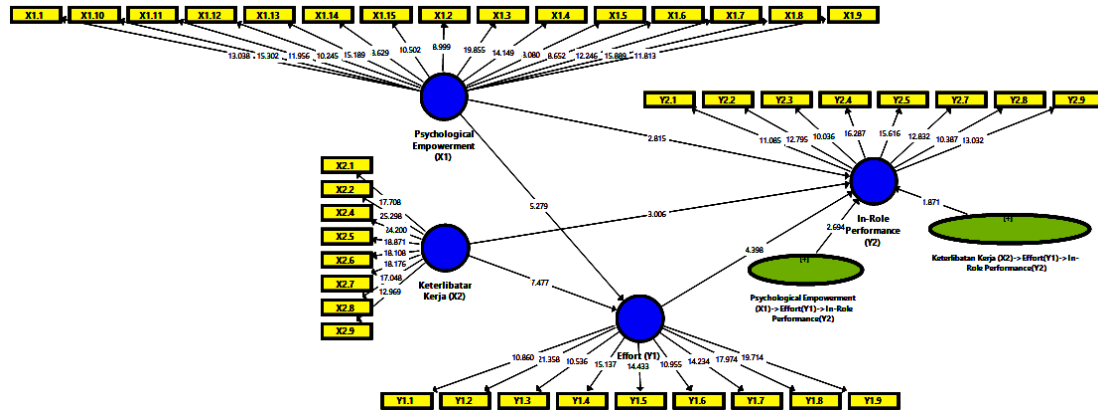 X1.1 X1.10 X1.11 X1.12 X1.13 X1.14 X1.15 X1.2 X1.3 X1.4 X1.5 X1.6 X1.7 X1.8 X1.9
13.038 15.302 11.956 10.245 15.189 3.629 10.502 8.999 19.855 14.149 3.080 8.652 12.246 15.889 11.813
Psychological
Empowerment
(X1)
Y2.1 Y2.2 Y2.3 Y2.4 Y2.5 Y2.7 Y2.8 Y2.9
11.085 12.795 10.036 16.287 15.616 12.832 10.387 13.032
2.815
In-Role
Performance
(Y2)
X2.1
X2.2
X2.4
X2.5
X2.6
X2.7
X2.8
X2.9
17.708
25.298
24.200
18.871
18.108
18.176
17.048
12.969
Keterlibatar
Kerja (X2)
5.279
3.006
7.477
4.398
2.694
1.871
[+]
Keterlibatan Kerja (X2)->Effort(Y1)->In-
Role Performance(Y2)
[+]
Psychological Empowerment
(X1)->Effort(Y1)->In-Role
Performance(Y2)
Effort (Y1)
10.860 21.358 10.536 15.137 14.433 10.955 14.234 17.974 19.714
Y1.1 Y1.2 Y1.3 Y1.4 Y1.5 Y1.6 Y1.7 Y1.8 Y1.9